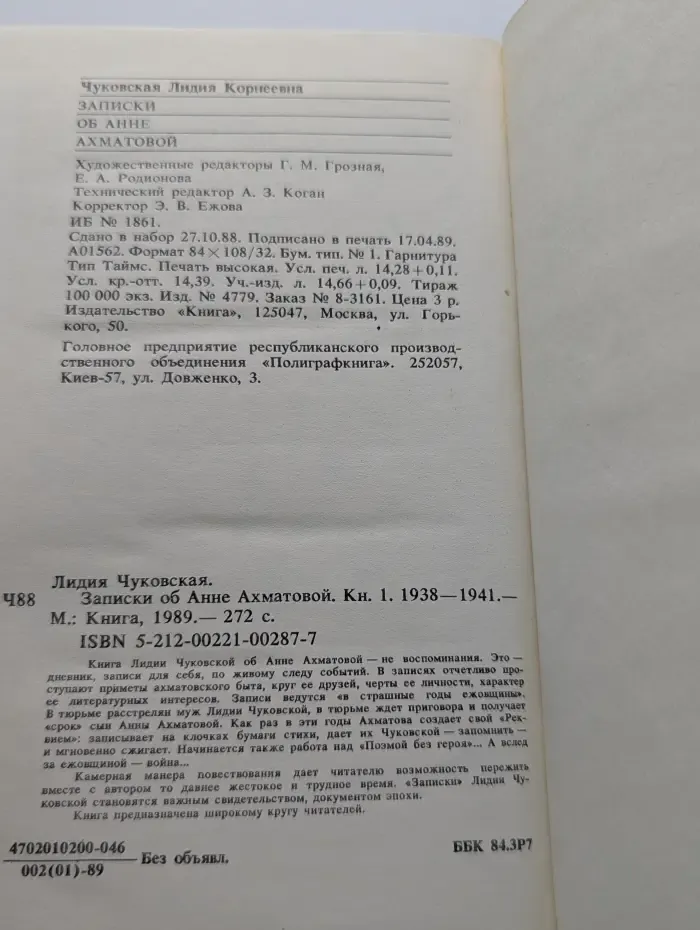 Чуковская Лидия Корнеевна
ЗАПИСКИ
ОБ АННЕ
АХМАТОВОЙ
Художественные редакторы Г. М. Грозная,
Е. А. Родионова
Технический редактор А. З. Коган
Корректор Э. В. Ежова
ИБ № 1861.
Сдано в набор 27.10.88. Подписано в печать 17.04.89.
А01562. Формат 84×108/32. Бум. тип. № 1. Гарнитура
Тип Таймс. Печать высокая. Усл. печ. л. 14,28+0,11.
Усл. кр.-отт. 14,39. Уч.-изд. л. 14,66+0,09. Тираж
100 000 экз. Изд. № 4779. Заказ № 8-3161. Цена 3 р.
Издательство «Книга», 125047, Москва, ул. Горь-
кого, 50.
Головное предприятие республиканского производ-
ственного объединения «Полиграфкнига». 252057,
Киев-57, ул. Довженко, 3.
Лидия Чуковская.
Ч88 Записки об Анне Ахматовой. Кн. 1. 1938—1941.—
М.: Книга, 1989.— 272 с.
ISBN 5-212-00221-00287-7
Книга Лидии Чуковской об Анне Ахматовой — не воспоминания. Это —
дневник, записи для себя, по живому следу событий. В записях отчетливо про-
ступают приметы ахматовского быта, круг ее друзей, черты ее личности, характер
ее литературных интересов. Записи ведутся «в страшные годы ежовщины».
В тюрьме расстрелян муж Лидии Чуковской, в тюрьме ждет приговора и получает
«срок» сын Анны Ахматовой. Как раз в эти годы Ахматова создает свой «Рек-
вием»: записывает на клочках бумаги стихи, дает их Чуковской — запомнить —
и мгновенно сжигает. Начинается также работа над «Поэмой без героя»... А вслед
за ежовщиной — война...
Камерная манера повествования дает читателю возможность пережить
вместе с автором то давнее жестокое и трудное время. «Записки» Лидии Чу-
ковской становятся важным свидетельством, документом эпохи.
Книга предназначена широкому кругу читателей.
4702010200-046
002(01)-89
Без объявл.
ББК 84.3Р7